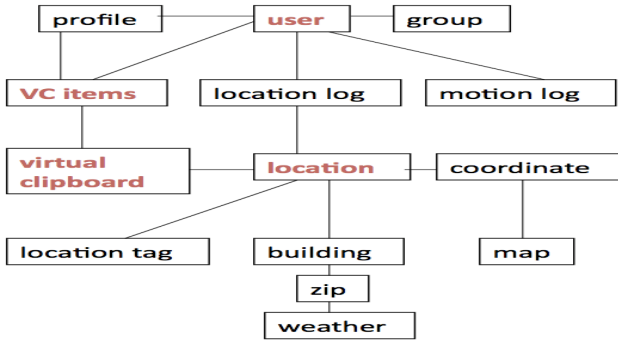 profile
user
group
VC items
location log
motion log
virtual
clipboard
location
coordinate
location tag
building
map
zip
weather